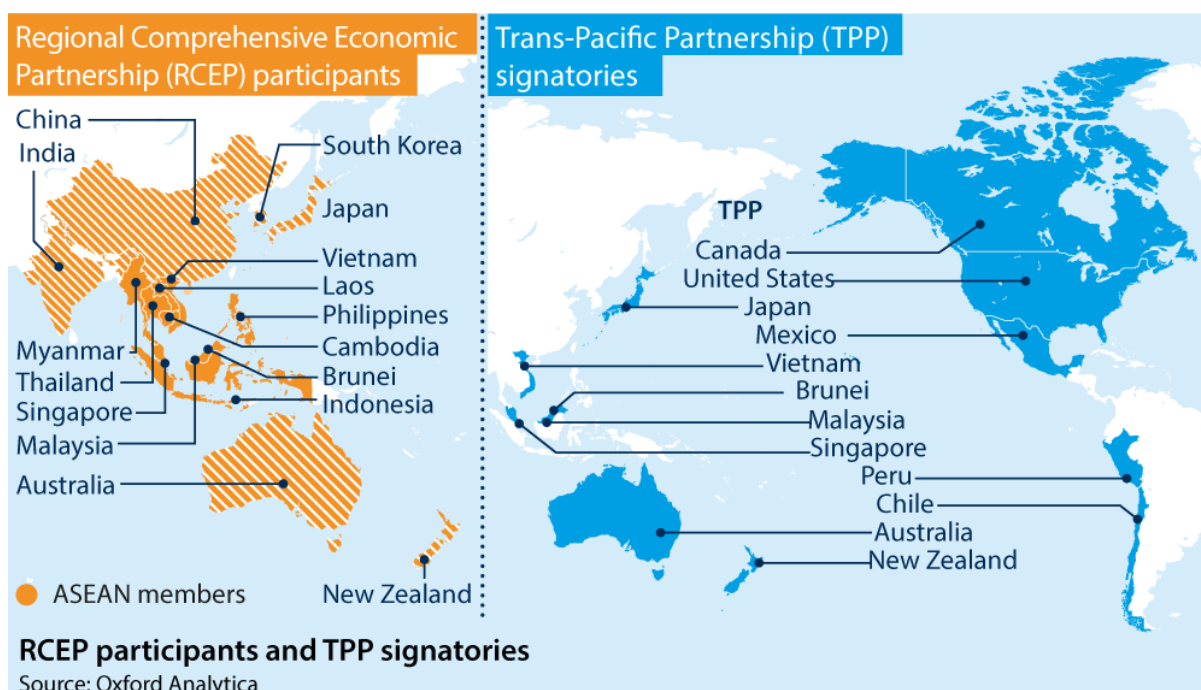 Regional Comprehensive Economic
Partnership (RCEP) participants
China
India
South Korea
Japan
Vietnam
Laos
Philippines
Cambodia
Brunei
Indonesia
Myanmar
Thailand
Singapore
Malaysia
Australia
New Zealand
ASEAN members
Trans-Pacific Partnership (TPP)
signatories
TPP
Canada
United States
Japan
Mexico
Vietnam
Brunei
Malaysia
Singapore
Peru
Chile
Australia
New Zealand
RCEP participants and TPP signatories
Source: Oxford Analytica